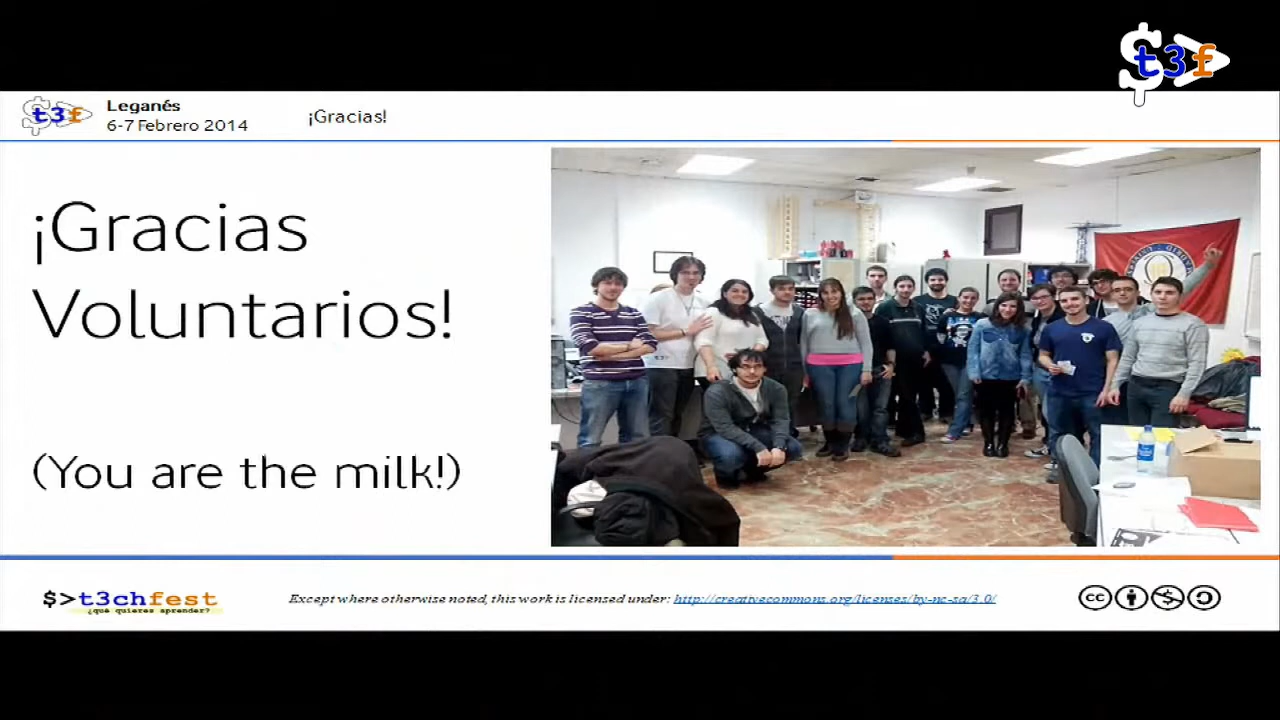 t3f
t3f
Leganés
6-7 Febrero 2014
¡Gracias!
¡Gracias
Voluntarios!
(You are the milk!)
$>t3chfest
¿qué quieres aprender?
Except where otherwise noted, this work is licensed under: http://creativecommons.org/licenses/by-nc-sa/3.0/
cc